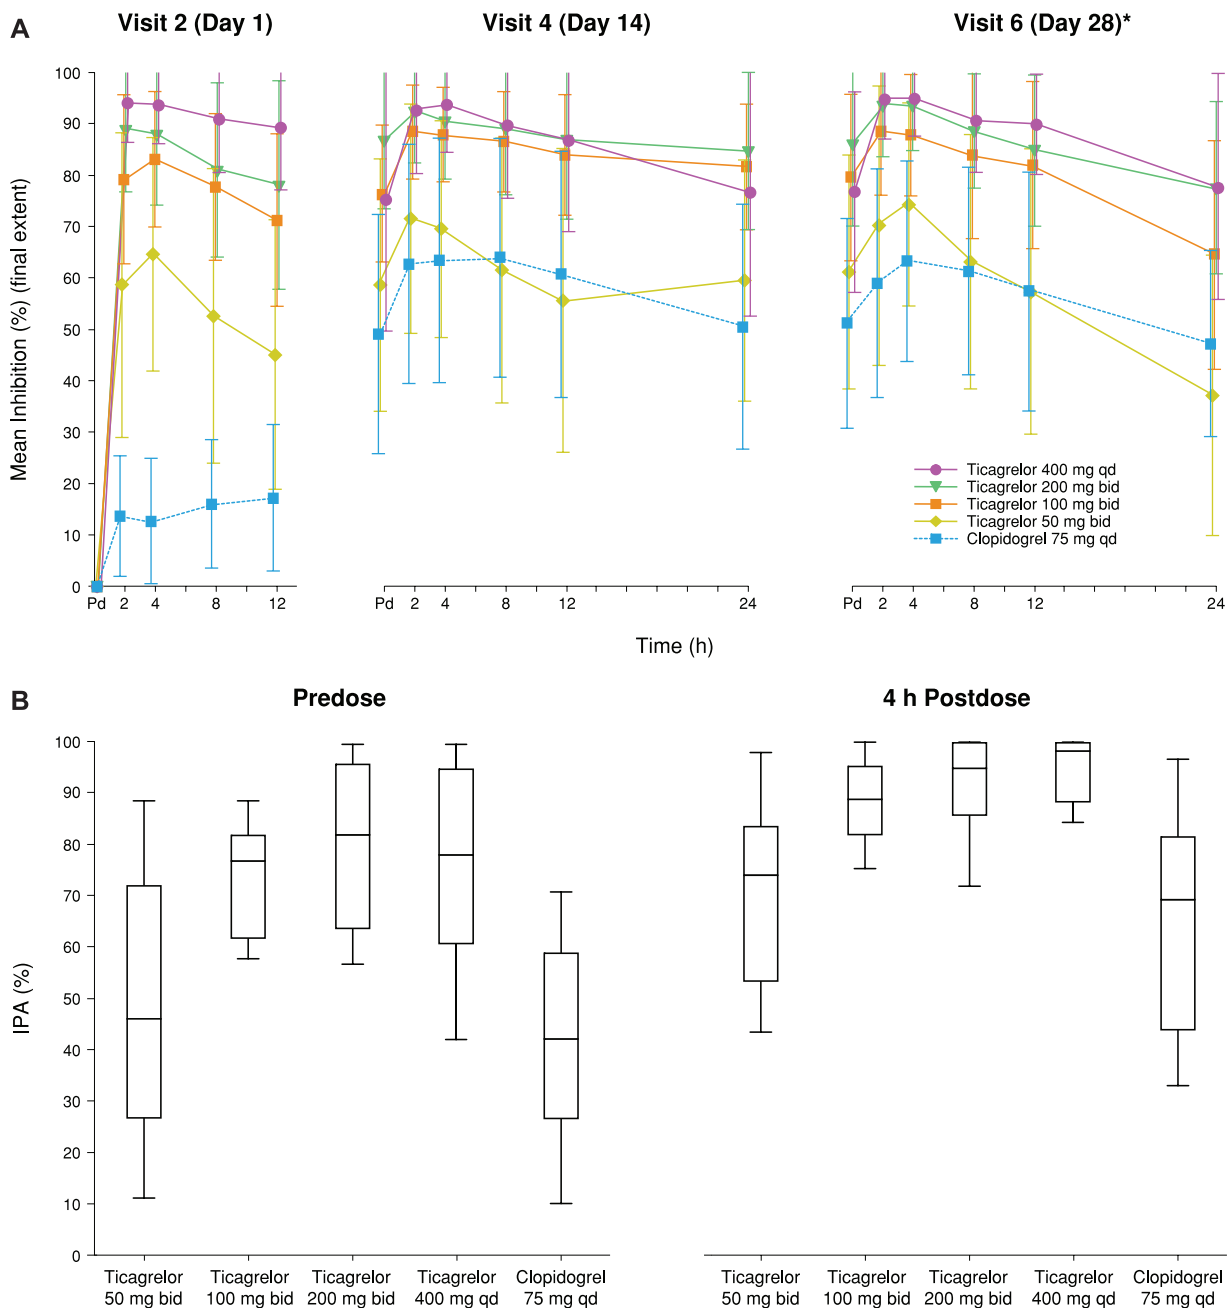 A
Visit 2 (Day 1)
Visit 4 (Day 14)
Visit 6 (Day 28)*
Mean Inhibition (%) (final extent)
100
90
80
70
60
50
40
30
20
10
0
Pd 2 4 8 12
Pd 2 4 8 12 24
Pd 2 4 8 12 24
Ticagrelor 400 mg qd
Ticagrelor 200 mg bid
Ticagrelor 100 mg bid
Ticagrelor 50 mg bid
Clopidogrel 75 mg qd
Time (h)
B
Predose
4 h Postdose
IPA (%)
100
90
80
70
60
50
40
30
20
10
0
Ticagrelor
50 mg bid
Ticagrelor
100 mg bid
Ticagrelor
200 mg bid
Ticagrelor
400 mg qd
Clopidogrel
75 mg qd
Ticagrelor
50 mg bid
Ticagrelor
100 mg bid
Ticagrelor
200 mg bid
Ticagrelor
400 mg qd
Clopidogrel
75 mg qd